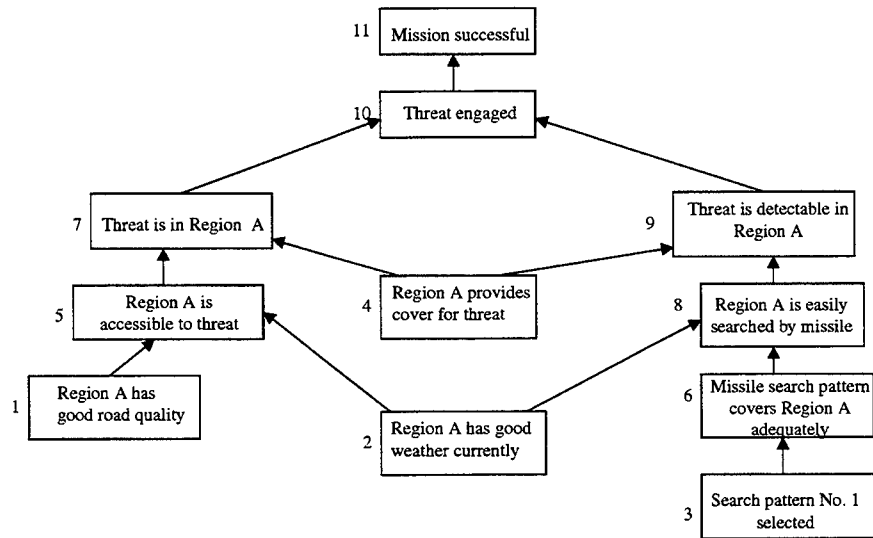 11 Mission successful
10 Threat engaged
7 Threat is in Region A
9 Threat is detectable in
Region A
5 Region A is
accessible to threat
4 Region A provides
cover for threat
8 Region A is easily
searched by missile
1 Region A has
good road quality
2 Region A has good
weather currently
6 Missile search pattern
covers Region A
adequately
3 Search pattern No. 1
selected